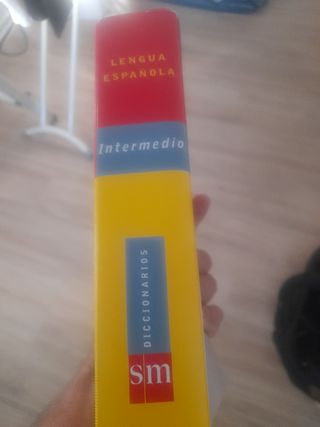 LENGUA
ESPAÑOLA
Intermedio
DICCIONARIOS
sm